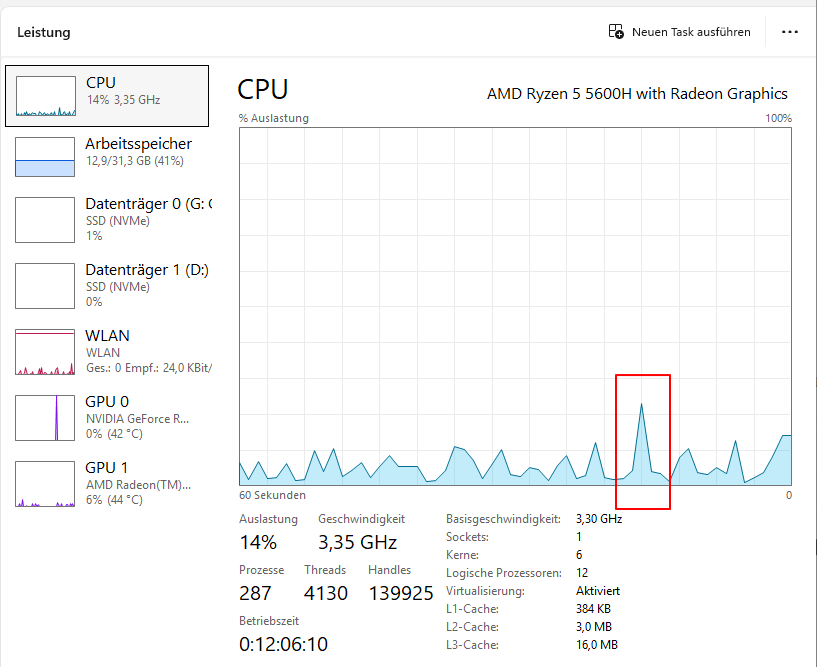 Leistung
Neuen Task ausführen
CPU
14% 3,35 GHz
Arbeitsspeicher
12,9/31,3 GB (41%)
Datenträger 0 (G:
SSD (NVMe)
1%
Datenträger 1 (D:)
SSD (NVMe)
0%
WLAN
WLAN
Ges.: 0 Empf.: 24,0 KBit/
GPU 0
NVIDIA GeForce R...
0% (42 °C)
GPU 1
AMD Radeon(TM)...
6% (44 °C)
CPU
AMD Ryzen 5 5600H with Radeon Graphics
% Auslastung
100%
60 Sekunden
0
Auslastung
Geschwindigkeit
14%
3,35 GHz
Prozesse
Threads
Handles
287
4130
139925
Betriebszeit
0:12:06:10
Basisgeschwindigkeit: 3,30 GHz
Sockets: 1
Kerne: 6
Logische Prozessoren: 12
Virtualisierung: Aktiviert
L1-Cache: 384 KB
L2-Cache: 3,0 MB
L3-Cache: 16,0 MB